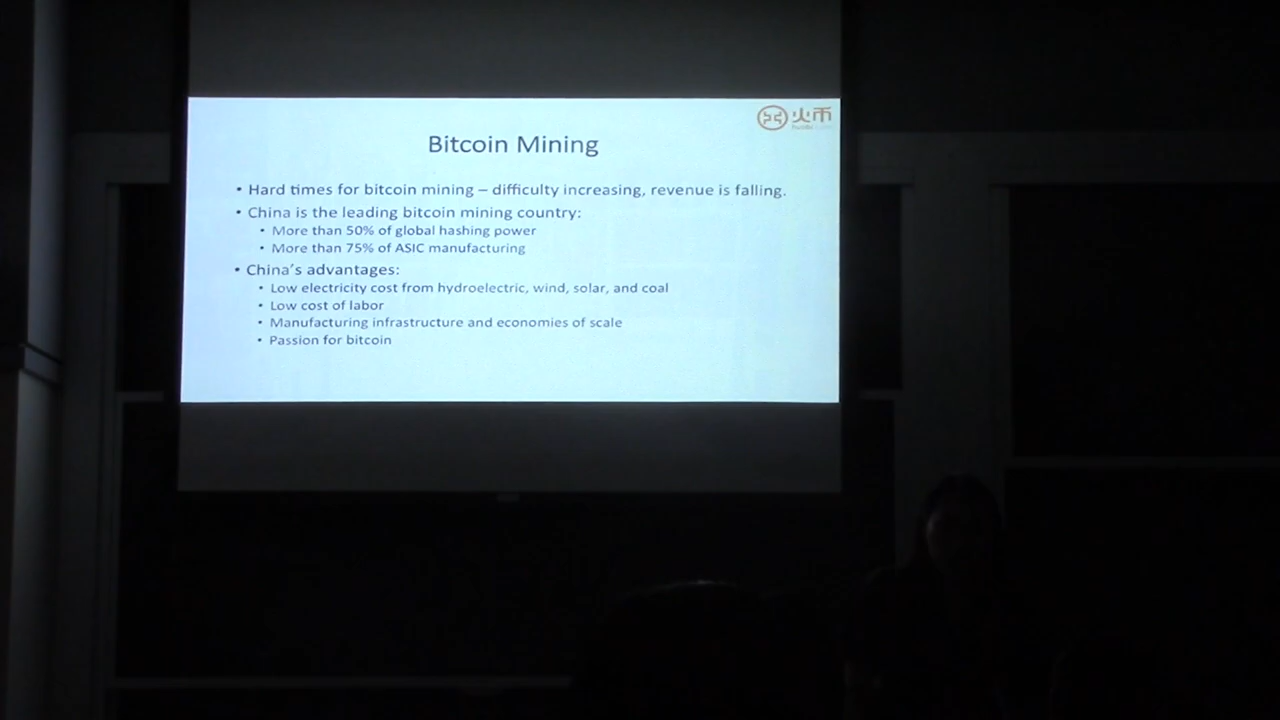 火币
Bitcoin Mining
• Hard times for bitcoin mining – difficulty increasing, revenue is falling.
• China is the leading bitcoin mining country:
• More than 50% of global hashing power
• More than 75% of ASIC manufacturing
• China's advantages:
• Low electricity cost from hydroelectric, wind, solar, and coal
• Low cost of labor
• Manufacturing infrastructure and economies of scale
• Passion for bitcoin